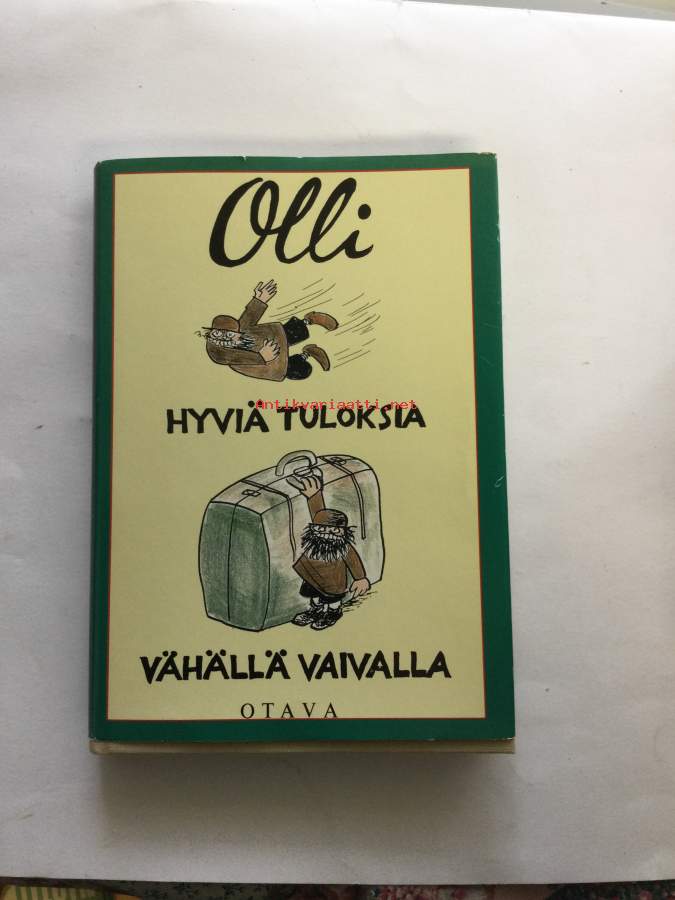 Olli
Antikvariaatti.net
HYVIÄ TULOKSIA
VÄHÄLLÄ VAIVALLA
OTAVA